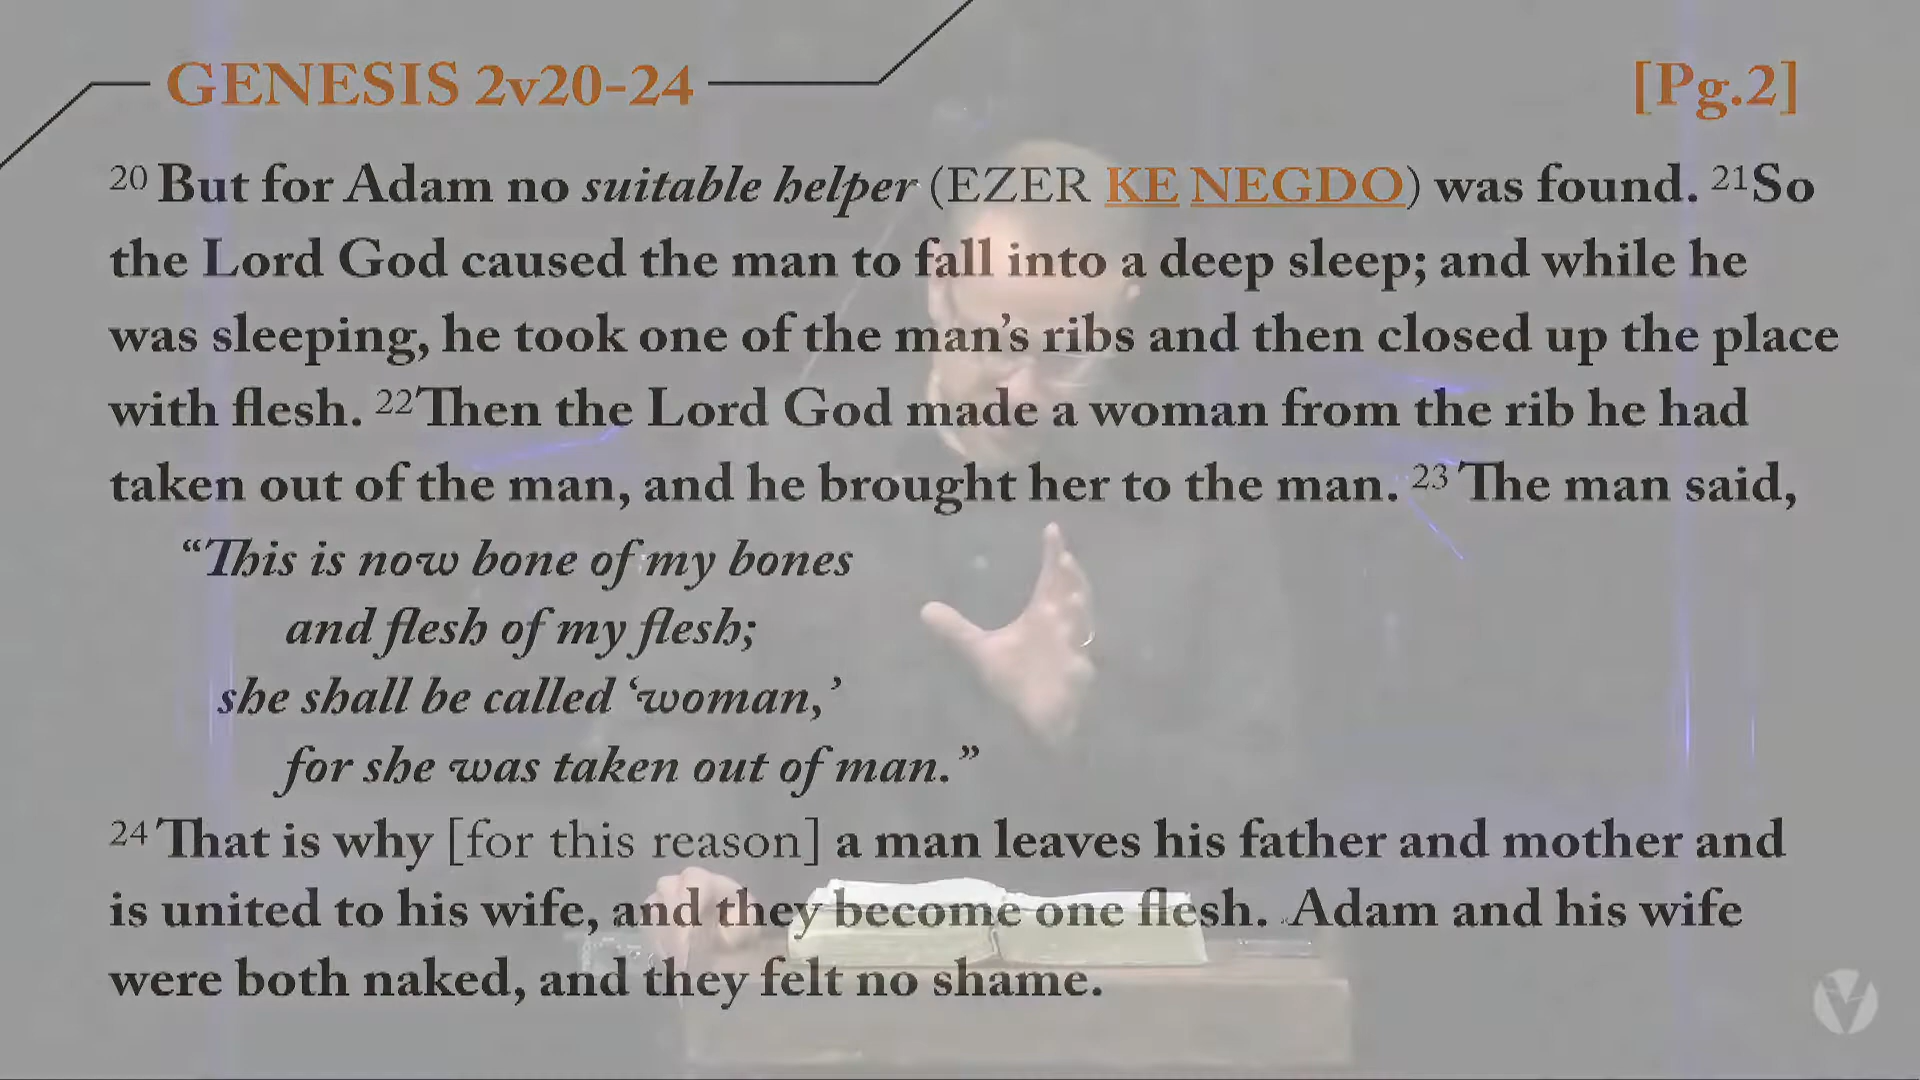 GENESIS 2v20-24
[Pg.2]
20 But for Adam no suitable helper (EZER KE NEGDO) was found. 21 So
the Lord God caused the man to fall into a deep sleep; and while he
was sleeping, he took one of the man’s ribs and then closed up the place
with flesh. 22 Then the Lord God made a woman from the rib he had
taken out of the man, and he brought her to the man. 23 The man said,
“This is now bone of my bones
and flesh of my flesh;
she shall be called ‘woman,’
for she was taken out of man.”
24 That is why [for this reason] a man leaves his father and mother and
is united to his wife, and they become one flesh. Adam and his wife
were both naked, and they felt no shame.